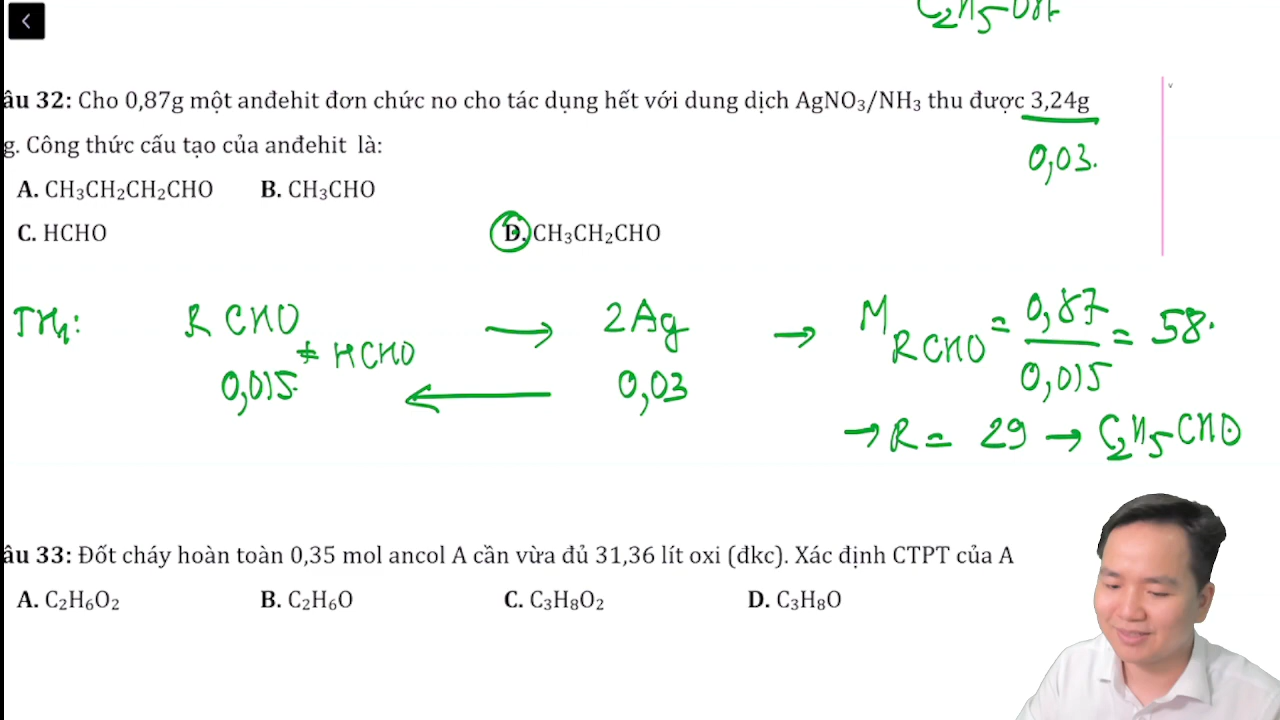 C₂H₅OH
âu 32: Cho 0,87g một anđehit đơn chức no cho tác dụng hết với dung dịch AgNO₃/NH₃ thu được 3,24g
g. Công thức cấu tạo của anđehit là:
0,03.
A. CH₃CH₂CH₂CHO B. CH₃CHO
C. HCHO D. CH₃CH₂CHO
TH₁: R CHO → 2Ag → M RCHO = 0,87 / 0,015 = 58.
≠ HCHO
0,015. ← 0,03
→ R = 29 → C₂H₅CHO
âu 33: Đốt cháy hoàn toàn 0,35 mol ancol A cần vừa đủ 31,36 lít oxi (đkc). Xác định CTPT của A
A. C₂H₆O₂ B. C₂H₆O C. C₃H₈O₂ D. C₃H₈O